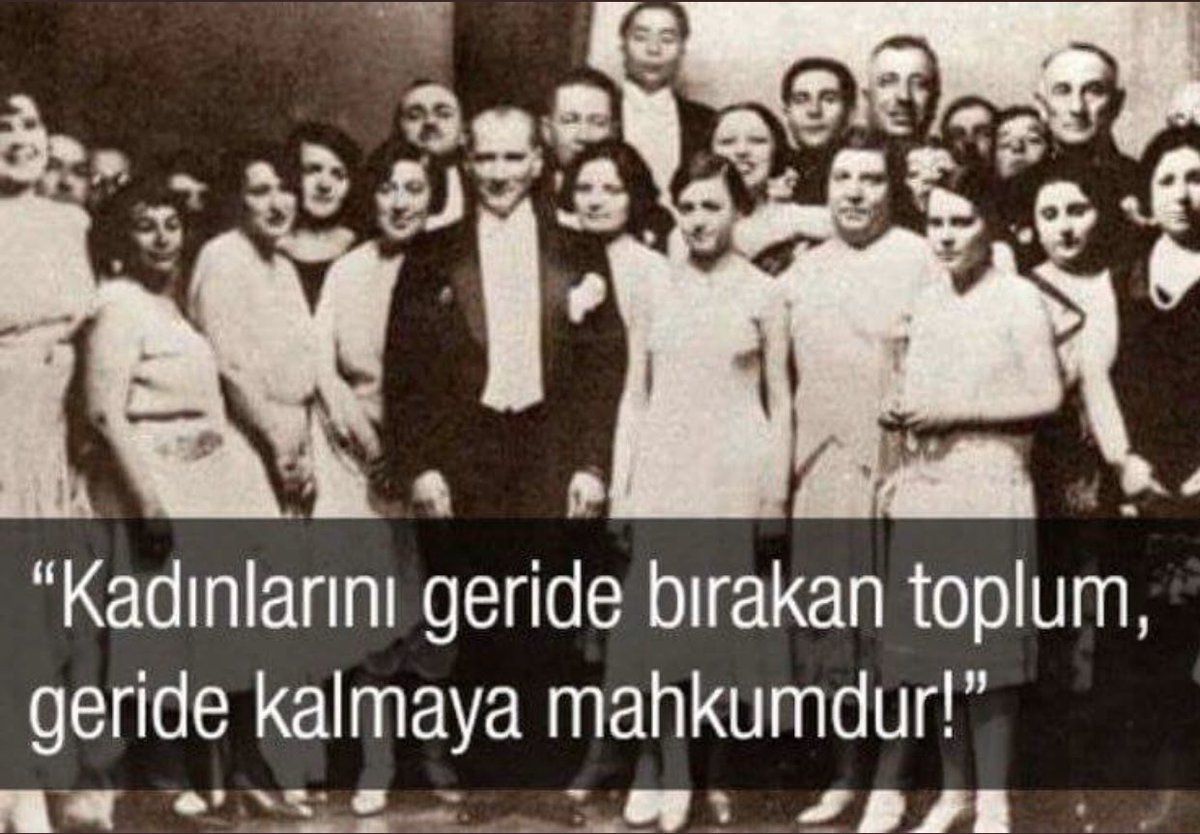 “Kadınlarını geride bırakan toplum,
geride kalmaya mahkumdur!”